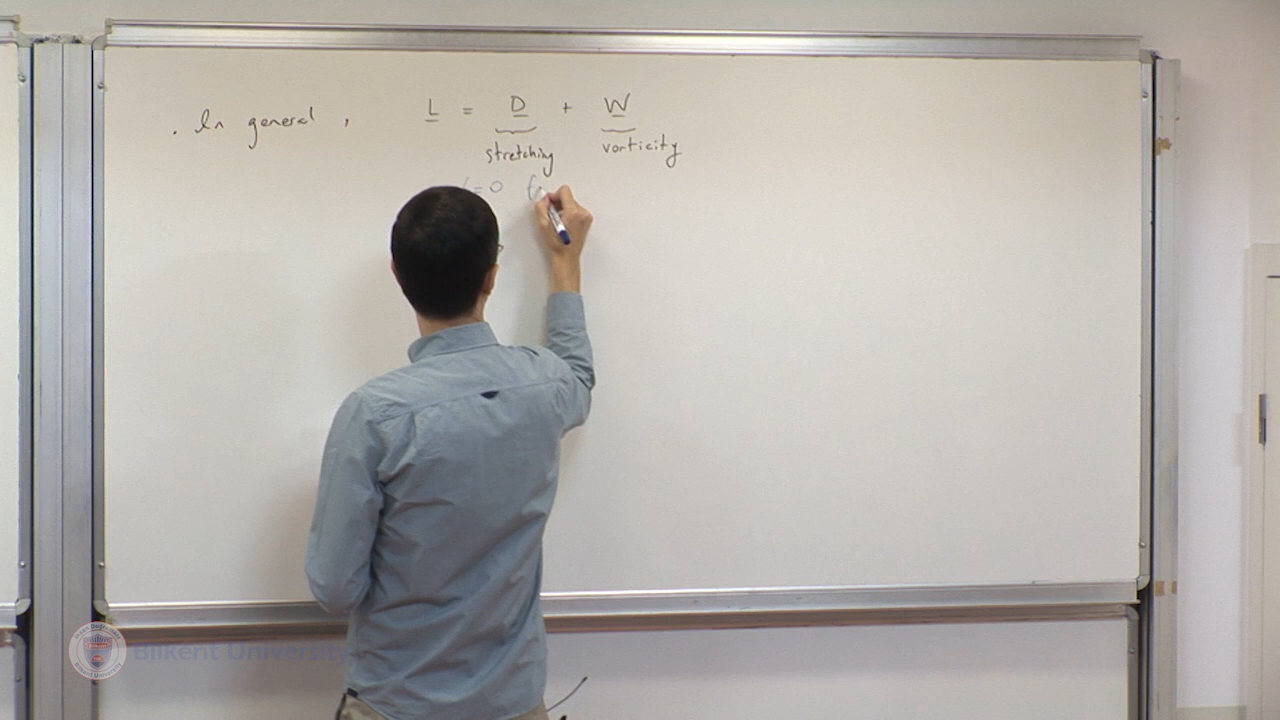 . In general , L = D + W
stretching vorticity
=0
Bilkent University